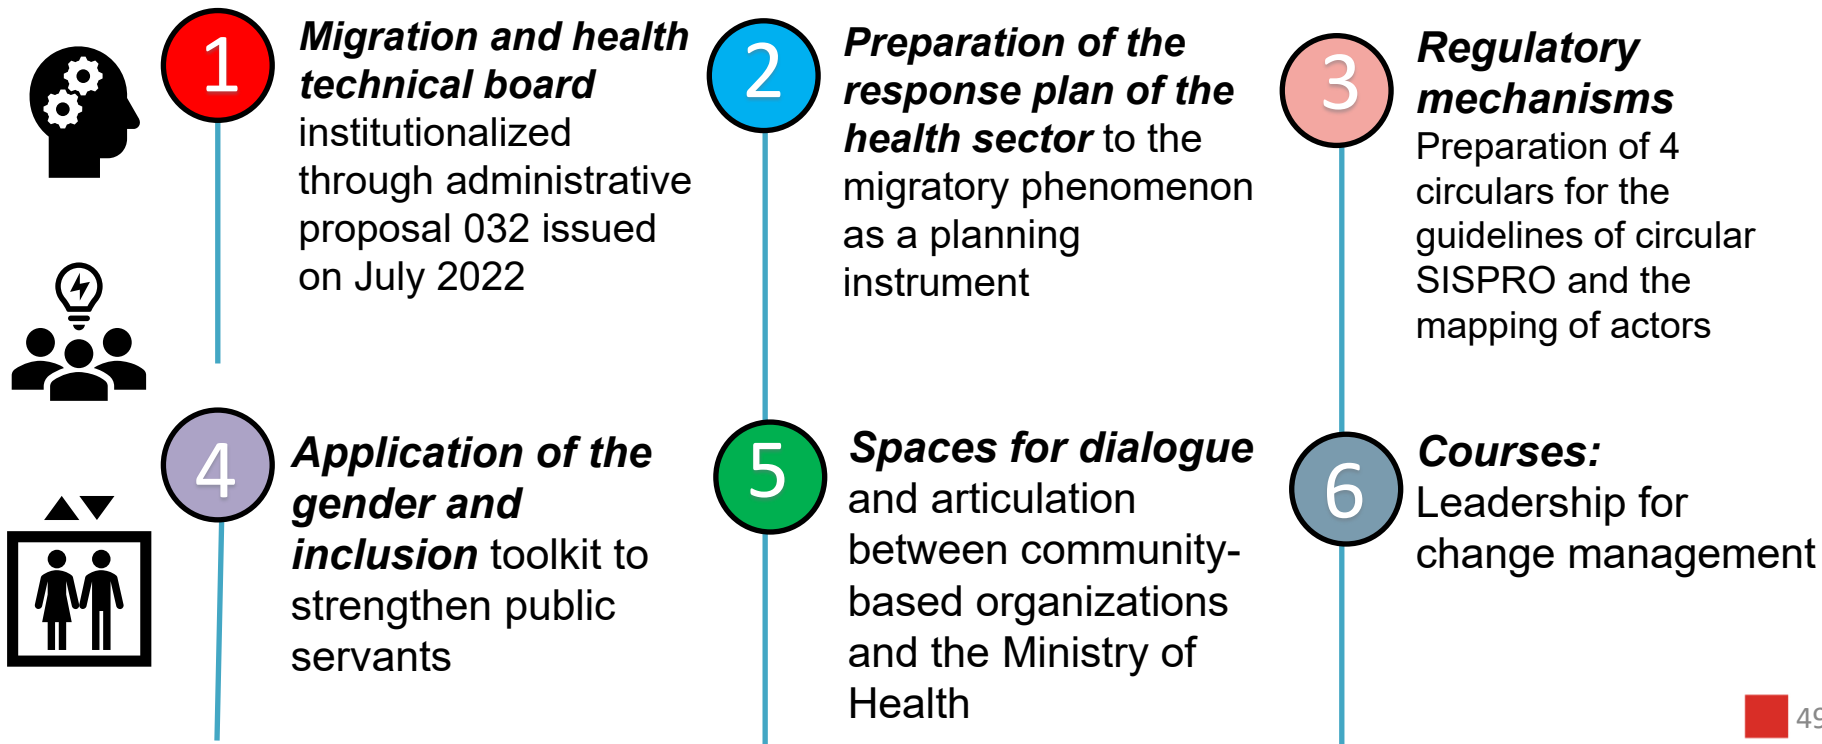 1
Migration and health
technical board
institutionalized
through administrative
proposal 032 issued
on July 2022
2
Preparation of the
response plan of the
health sector to the
migratory phenomenon
as a planning
instrument
3
Regulatory
mechanisms
Preparation of 4
circulars for the
guidelines of circular
SISPRO and the
mapping of actors
4
Application of the
gender and
inclusion toolkit to
strengthen public
servants
5
Spaces for dialogue
and articulation
between community-
based organizations
and the Ministry of
Health
6
Courses:
Leadership for
change management
49